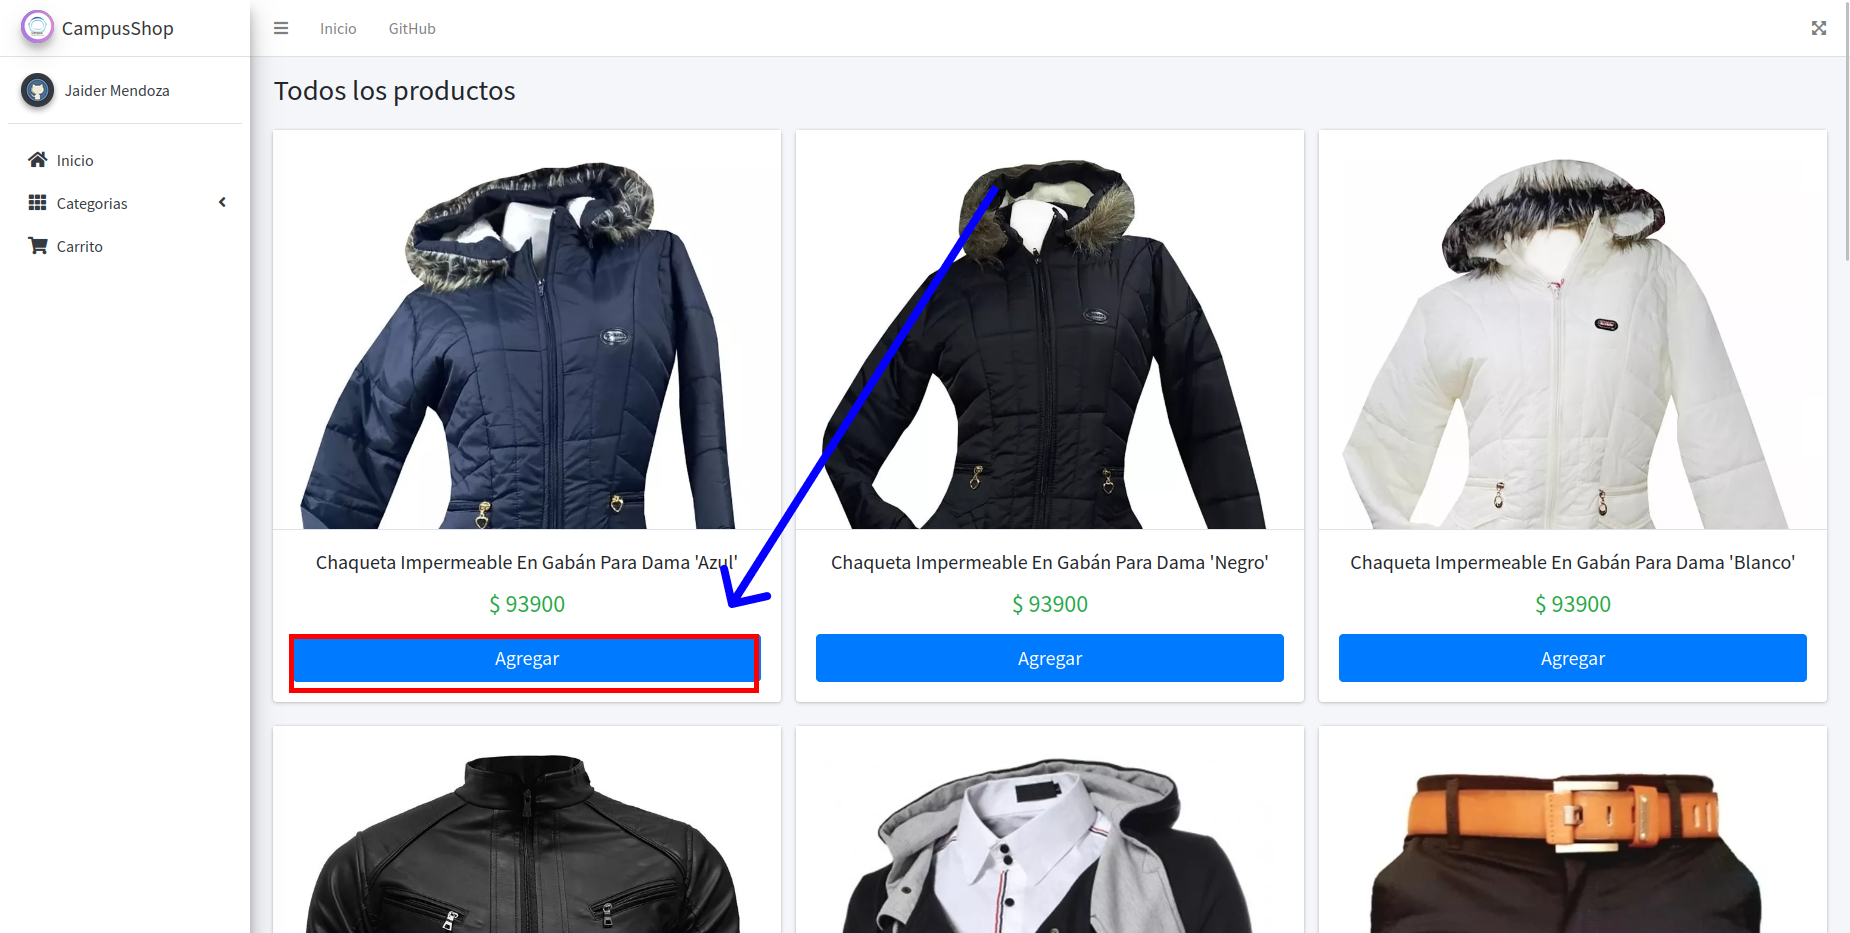 CampusShop
Inicio
GitHub
Jaider Mendoza
Inicio
Categorias
Carrito
Todos los productos
Chaqueta Impermeable En Gabán Para Dama 'Azul'
$ 93900
Agregar
Chaqueta Impermeable En Gabán Para Dama 'Negro'
$ 93900
Agregar
Chaqueta Impermeable En Gabán Para Dama 'Blanco'
$ 93900
Agregar